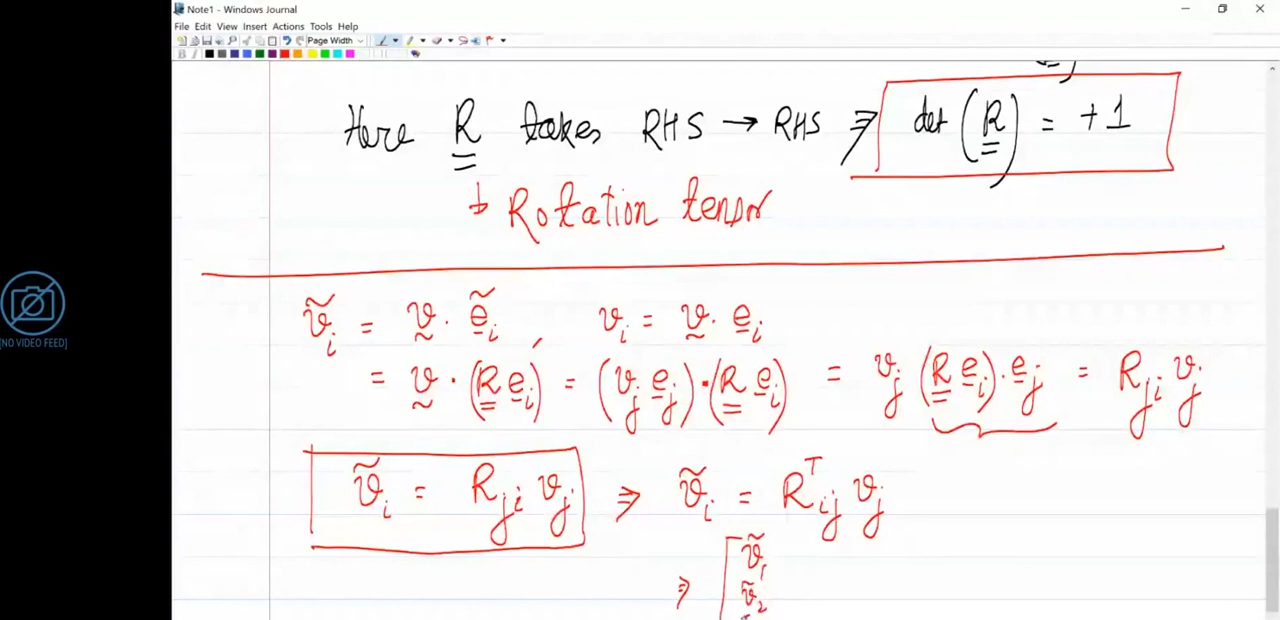 Note1 - Windows Journal
File Edit View Insert Actions Tools Help
Page Width
B I
Here R takes RHS → RHS ⇒ det (R) = +1
↓ Rotation tensor
ṽi = v · ẽi vi = v · ei
= v · (R ei) = (vj ej) · (R ei) = vj (R ei) · ej = Rji vj
ṽi = Rji vj ⇒ ṽi = Rᵀij vj
⇒ [ ṽ1
ṽ2
[NO VIDEO FEED]